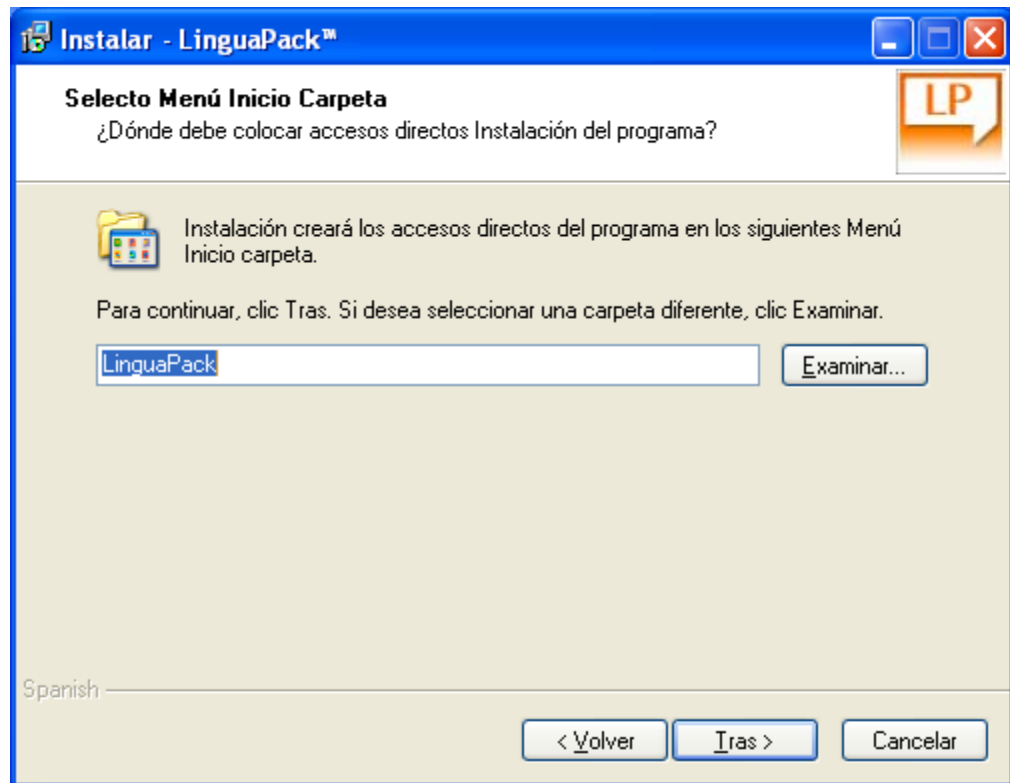 Instalar - LinguaPack™
Selecto Menú Inicio Carpeta
¿Dónde debe colocar accesos directos Instalación del programa?
LP
Instalación creará los accesos directos del programa en los siguientes Menú
Inicio carpeta.
Para continuar, clic Tras. Si desea seleccionar una carpeta diferente, clic Examinar.
LinguaPack
Examinar...
Spanish
< Volver
Tras >
Cancelar